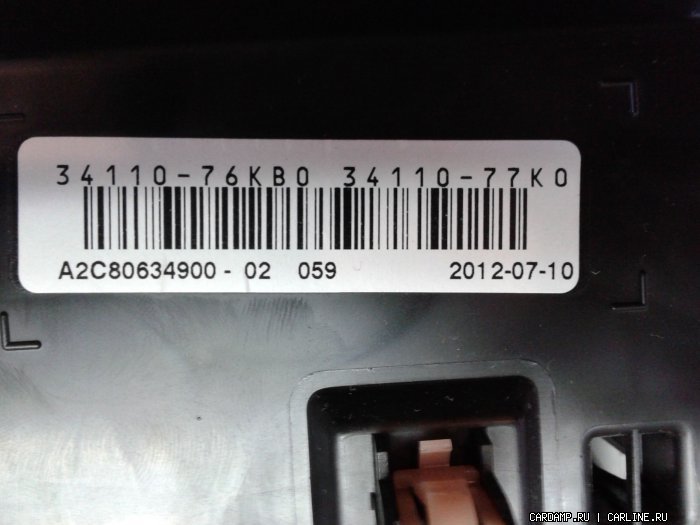 34110-76KB0 34110-77K0
A2C80634900 - 02 059 2012-07-10
CARDAMP.RU | CARLINE.RU